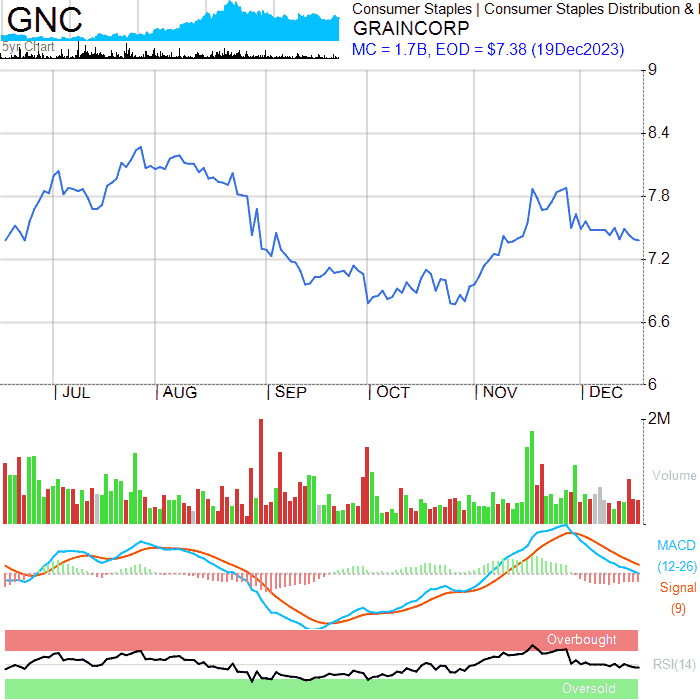 GNC
5yr Chart
Consumer Staples | Consumer Staples Distribution &
GRAINCORP
MC = 1.7B, EOD = $7.38 (19Dec2023)
9
8.4
7.8
7.2
6.6
6
JUL
AUG
SEP
OCT
NOV
DEC
2M
Volume
MACD
(12-26)
Signal
(9)
Overbought
RSI(14)
Oversold